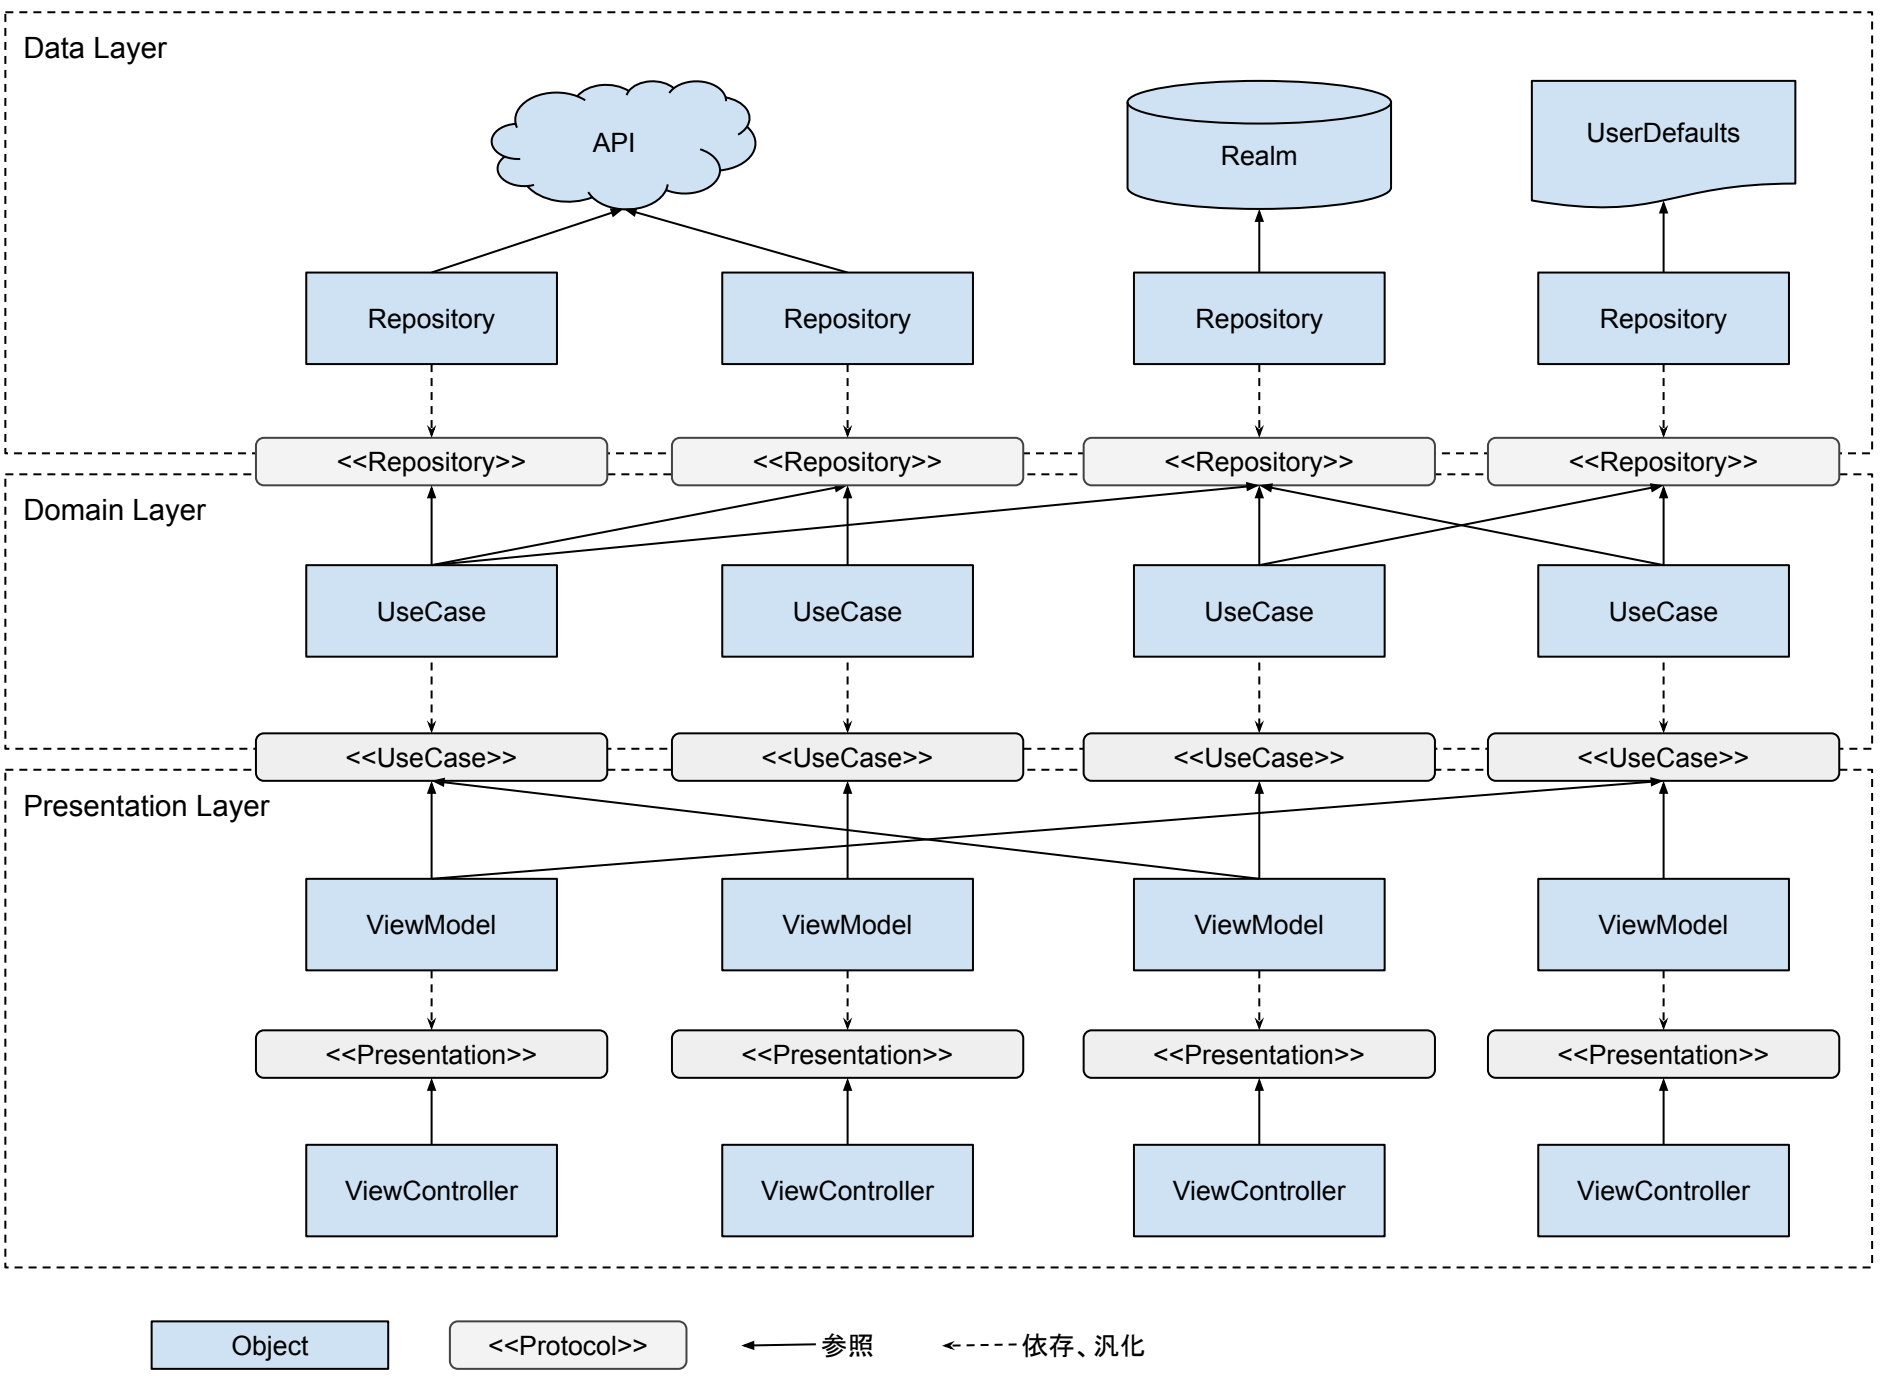 Data Layer
API
Realm
UserDefaults
Repository
Repository
Repository
Repository
<<Repository>>
<<Repository>>
<<Repository>>
<<Repository>>
Domain Layer
UseCase
UseCase
UseCase
UseCase
<<UseCase>>
<<UseCase>>
<<UseCase>>
<<UseCase>>
Presentation Layer
ViewModel
ViewModel
ViewModel
ViewModel
<<Presentation>>
<<Presentation>>
<<Presentation>>
<<Presentation>>
ViewController
ViewController
ViewController
ViewController
Object
<<Protocol>>
参照
依存、汎化